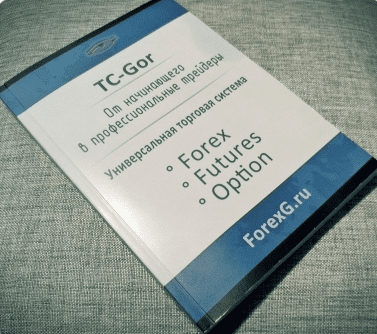 TC-Gor
От начинающего
в профессиональные трейдеры
Универсальная торговая система
° Forex
° Futures
° Option
ForexG.ru